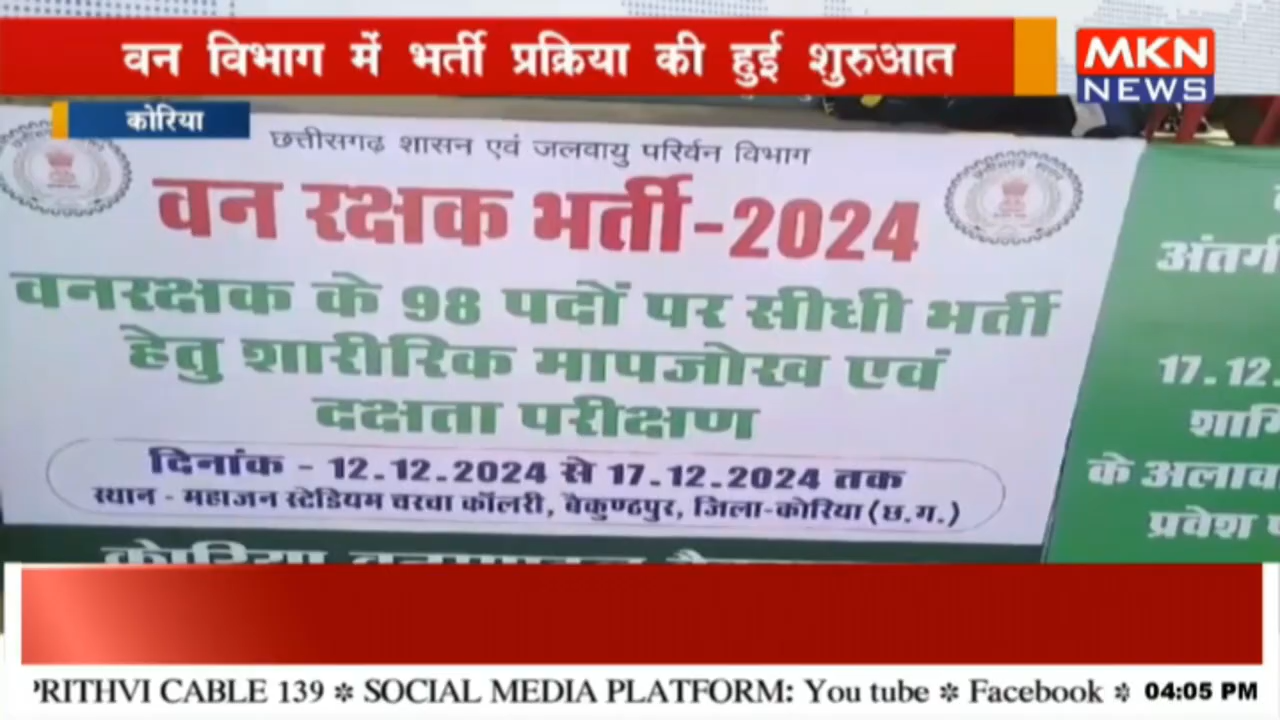 वन विभाग में भर्ती प्रक्रिया की हुई शुरुआत
MKN
NEWS
कोरिया
छत्तीसगढ़ शासन एवं जलवायु परिर्वन विभाग
वन रक्षक भर्ती-2024
वनरक्षक के 98 पदों पर सीधी भर्ती
हेतु शारीरिक मापजोख एवं
दक्षता परीक्षण
दिनांक - 12.12.2024 से 17.12.2024 तक
स्थान - महाजन स्टेडियम चरचा कॉलरी, बैकुण्ठपुर, जिला-कोरिया (छ.ग.)
17.12.
के अलाव
प्रवेश
PRITHVI CABLE 139 * SOCIAL MEDIA PLATFORM: You tube * Facebook * 04:05 PM